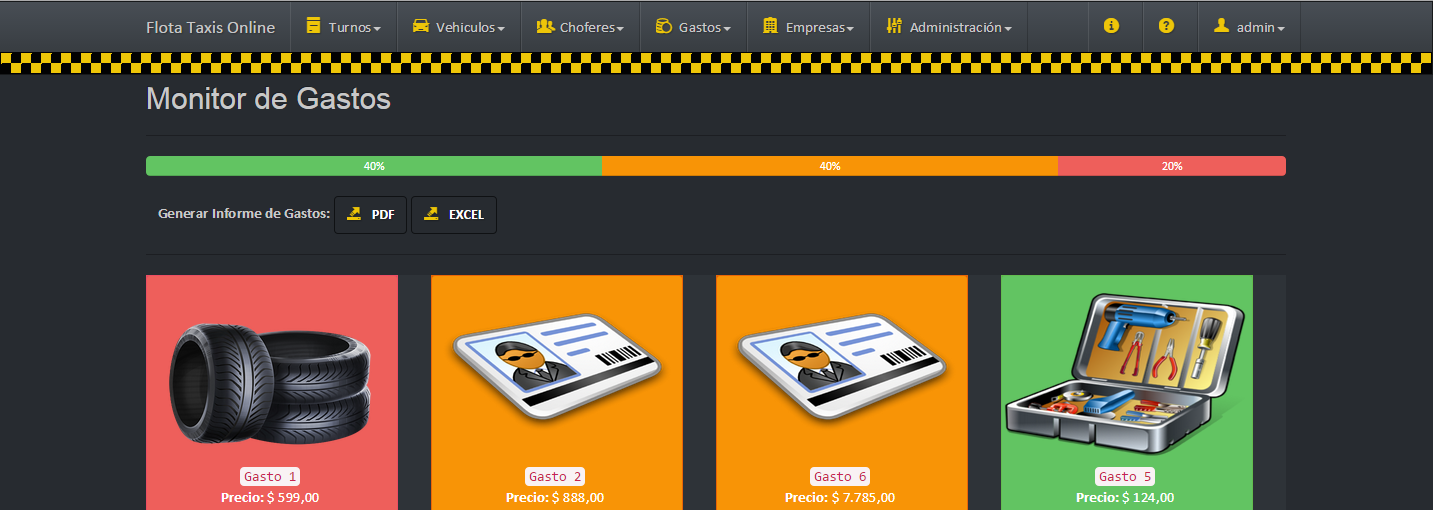 Flota Taxis Online Turnos Vehiculos Choferes Gastos Empresas Administración admin
Monitor de Gastos
40% 40% 20%
Generar Informe de Gastos: PDF EXCEL
Gasto 1 Gasto 2 Gasto 6 Gasto 5
Precio: $ 599,00 Precio: $ 888,00 Precio: $ 7.785,00 Precio: $ 124,00